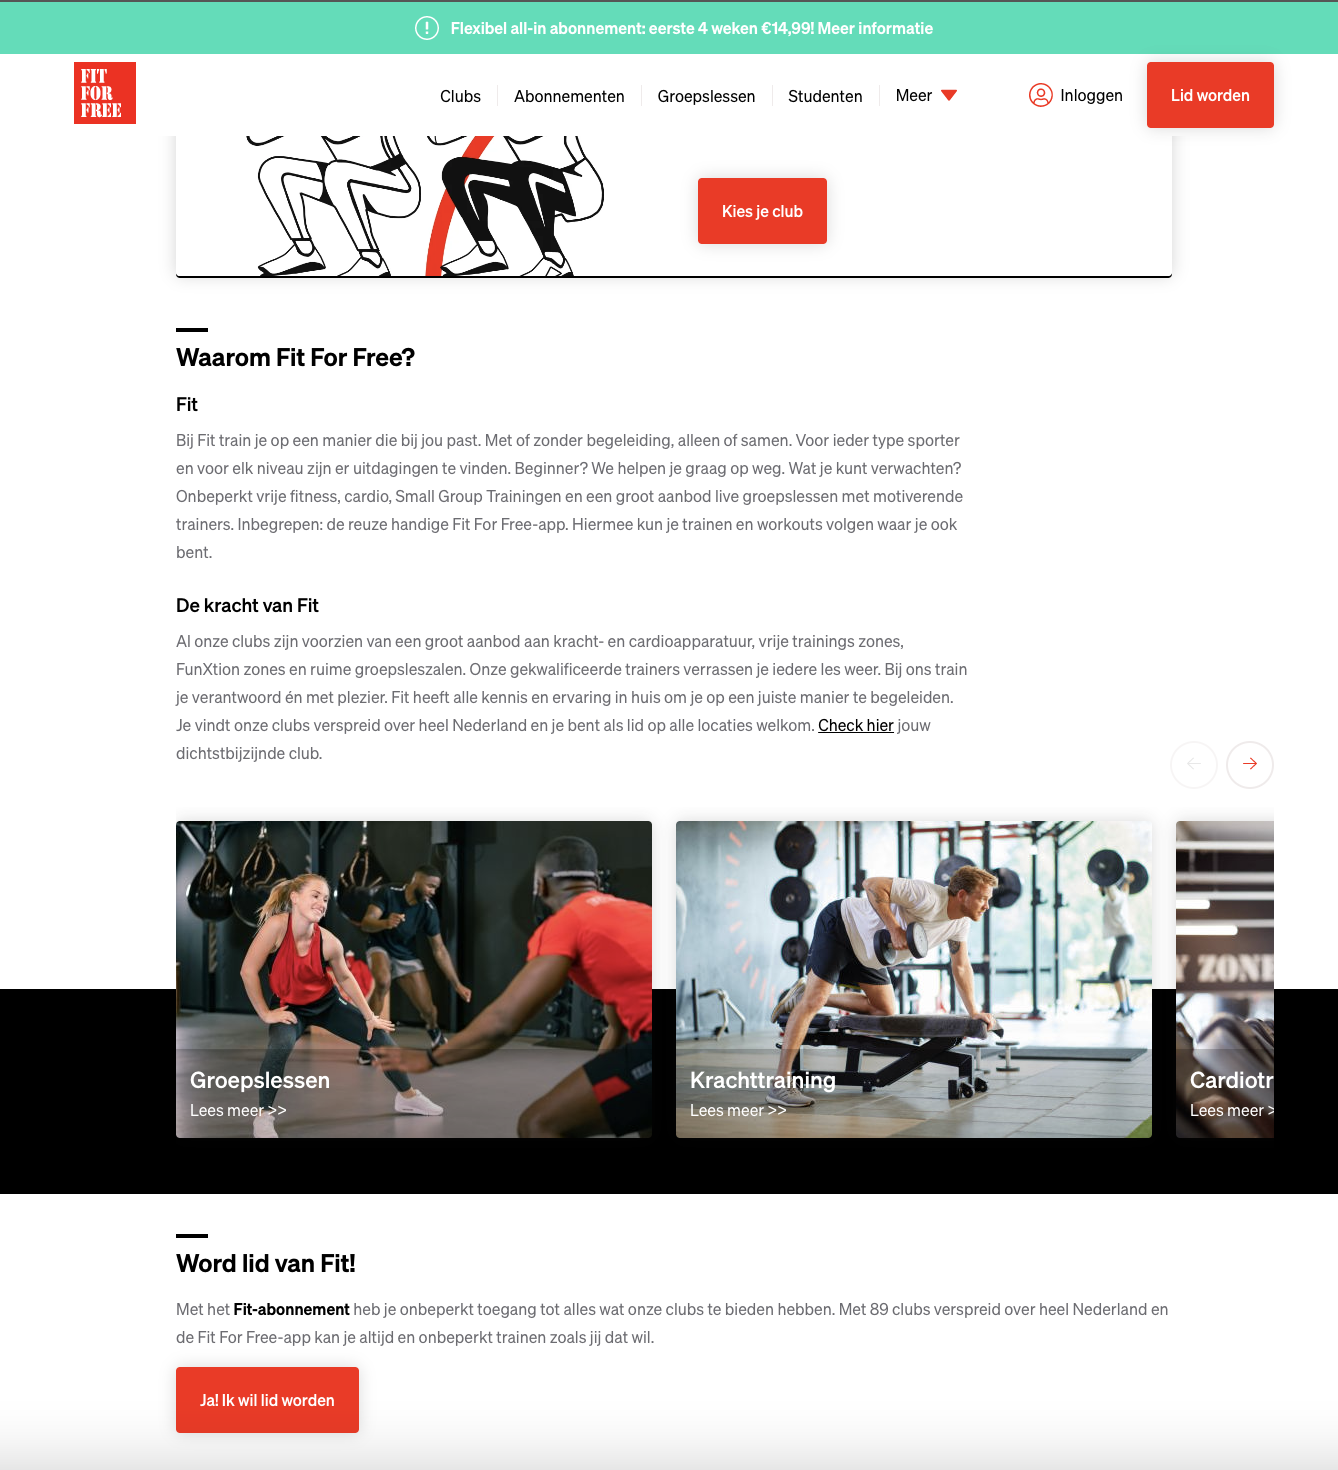 Flexibel all-in abonnement: eerste 4 weken €14,99! Meer informatie
FIT
FOR
FREE
Clubs
Abonnementen
Groepslessen
Studenten
Meer
Inloggen
Lid worden
Kies je club
Waarom Fit For Free?
Fit
Bij Fit train je op een manier die bij jou past. Met of zonder begeleiding, alleen of samen. Voor ieder type sporter
en voor elk niveau zijn er uitdagingen te vinden. Beginner? We helpen je graag op weg. Wat je kunt verwachten?
Onbeperkt vrije fitness, cardio, Small Group Trainingen en een groot aanbod live groepslessen met motiverende
trainers. Inbegrepen: de reuze handige Fit For Free-app. Hiermee kun je trainen en workouts volgen waar je ook
bent.
De kracht van Fit
Al onze clubs zijn voorzien van een groot aanbod aan kracht- en cardioapparatuur, vrije trainings zones,
FunXtion zones en ruime groepsleszalen. Onze gekwalificeerde trainers verrassen je iedere les weer. Bij ons train
je verantwoord én met plezier. Fit heeft alle kennis en ervaring in huis om je op een juiste manier te begeleiden.
Je vindt onze clubs verspreid over heel Nederland en je bent als lid op alle locaties welkom. Check hier jouw
dichtstbijzijnde club.
Y ZONE
Groepslessen
Lees meer >>
Krachttraining
Lees meer >>
Cardiotr
Lees meer >
Word lid van Fit!
Met het Fit-abonnement heb je onbeperkt toegang tot alles wat onze clubs te bieden hebben. Met 89 clubs verspreid over heel Nederland en
de Fit For Free-app kan je altijd en onbeperkt trainen zoals jij dat wil.
Ja! Ik wil lid worden